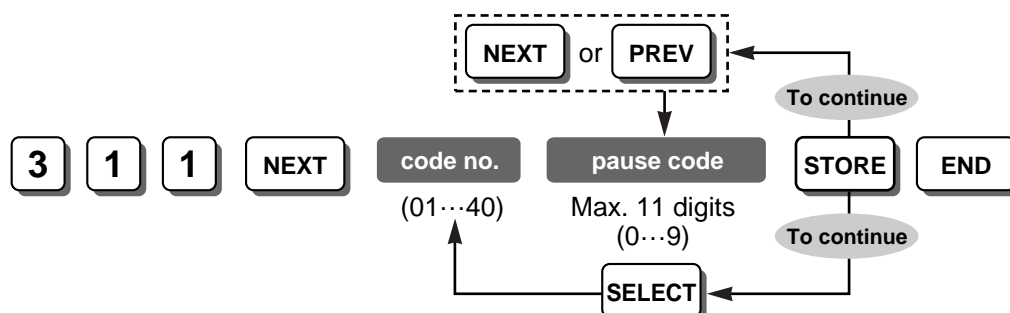 NEXT or PREV
To continue
3 1 1 NEXT code no. pause code STORE END
(01···40) Max. 11 digits
(0···9)
To continue
SELECT